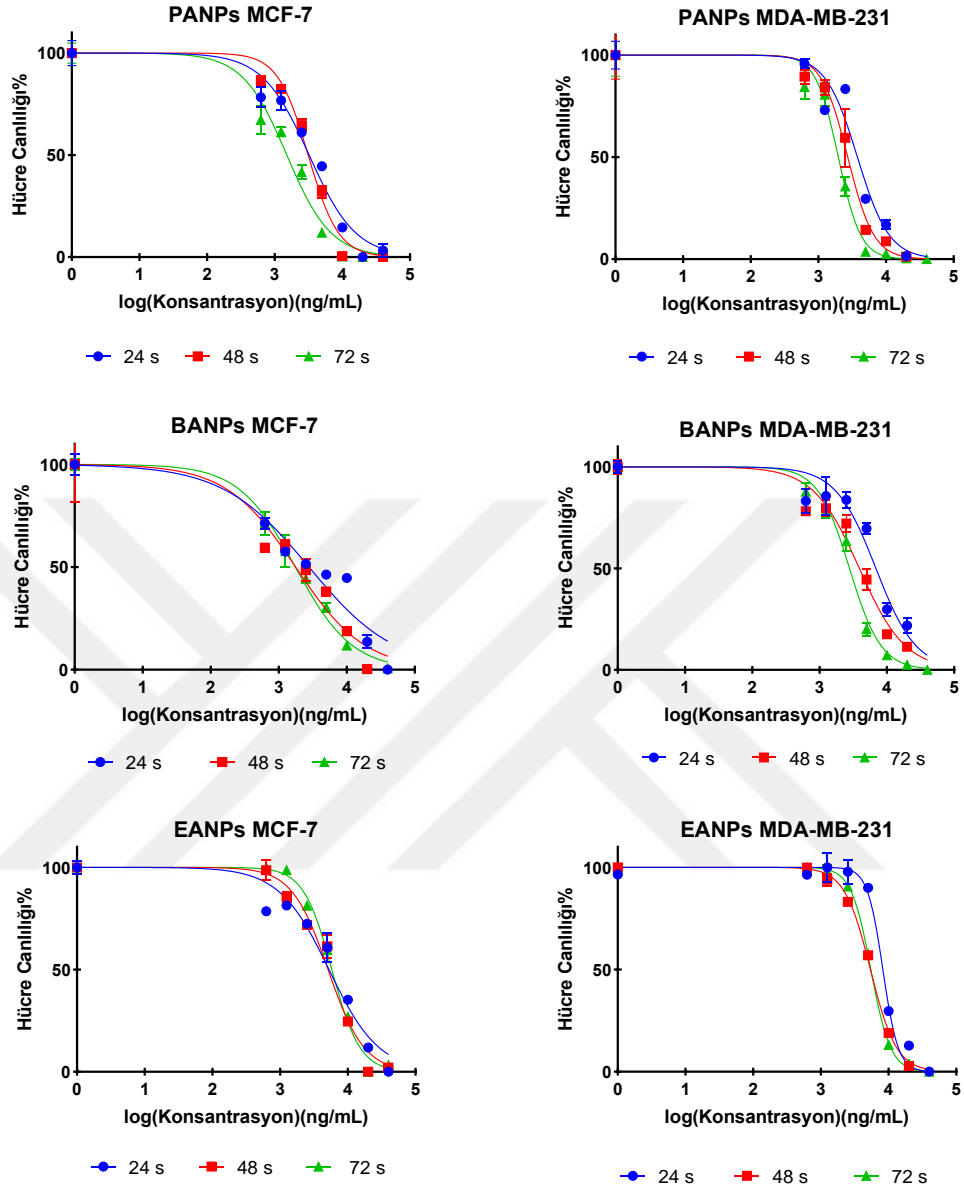 PANPs MCF-7
100
50
0
Hücre Canlılığı%
0 1 2 3 4 5
log(Konsantrasyon)(ng/mL)
24 s 48 s 72 s
PANPs MDA-MB-231
100
50
0
Hücre Canlılığı%
0 1 2 3 4 5
log(Konsantrasyon)(ng/mL)
24 s 48 s 72 s
BANPs MCF-7
100
50
0
Hücre Canlılığı%
0 1 2 3 4 5
log(Konsantrasyon)(ng/mL)
24 s 48 s 72 s
BANPs MDA-MB-231
100
50
0
Hücre Canlılığı%
0 1 2 3 4 5
log(Konsantrasyon)(ng/mL)
24 s 48 s 72 s
EANPs MCF-7
100
50
0
Hücre Canlılığı%
0 1 2 3 4 5
log(Konsantrasyon)(ng/mL)
24 s 48 s 72 s
EANPs MDA-MB-231
100
50
0
Hücre Canlılığı%
0 1 2 3 4 5
log(Konsantrasyon)(ng/mL)
24 s 48 s 72 s